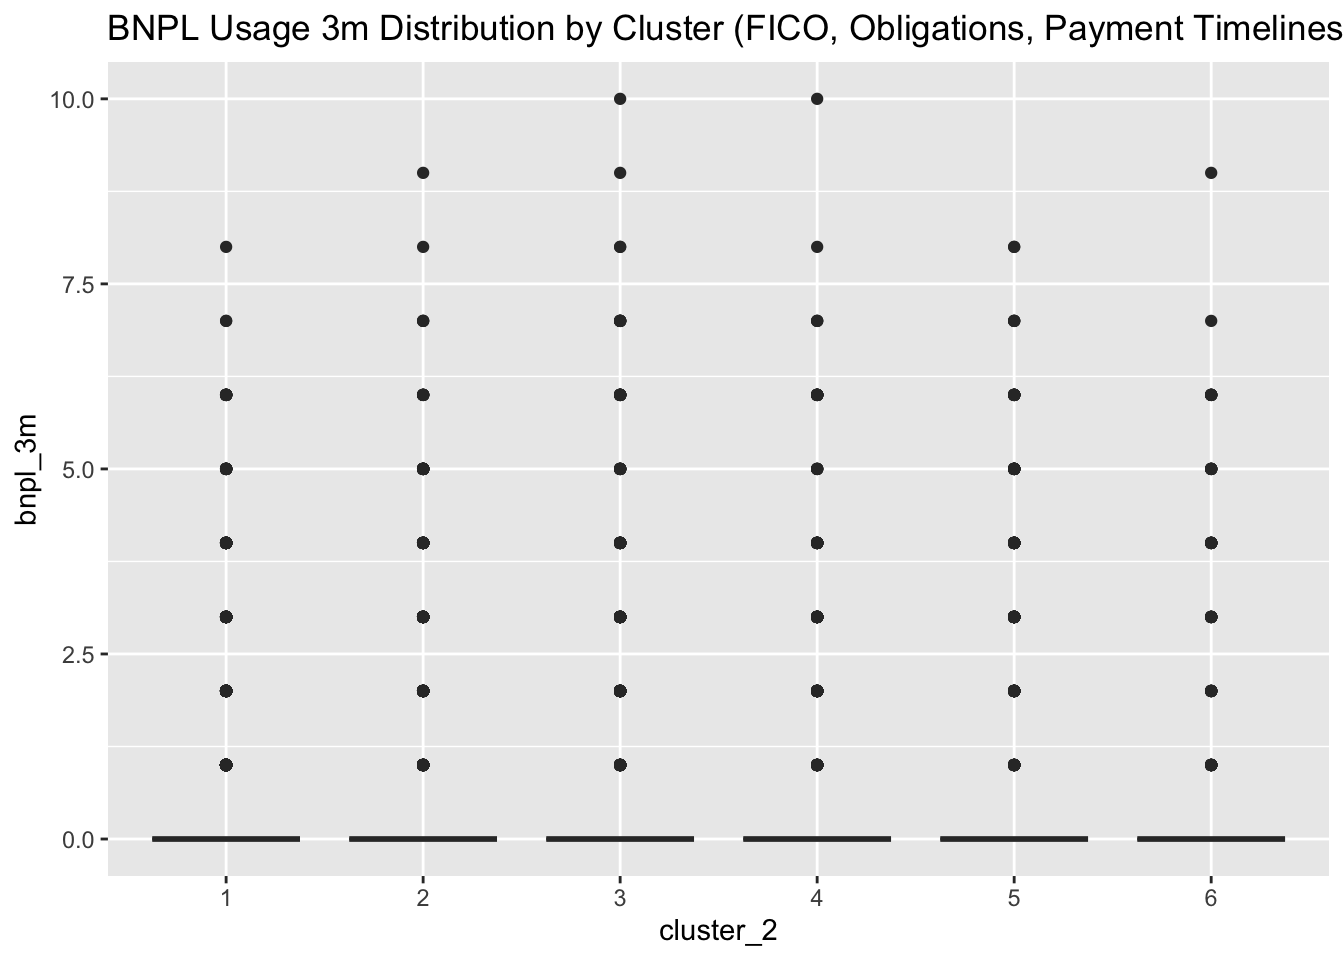 BNPL Usage 3m Distribution by Cluster (FICO, Obligations, Payment Timelines
10.0
7.5
5.0
2.5
0.0
bnpl_3m
1 2 3 4 5 6
cluster_2